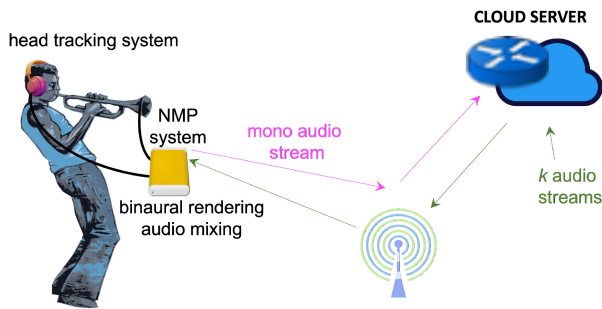 CLOUD SERVER
head tracking system
NMP
system
mono audio
stream
k audio
streams
binaural rendering
audio mixing